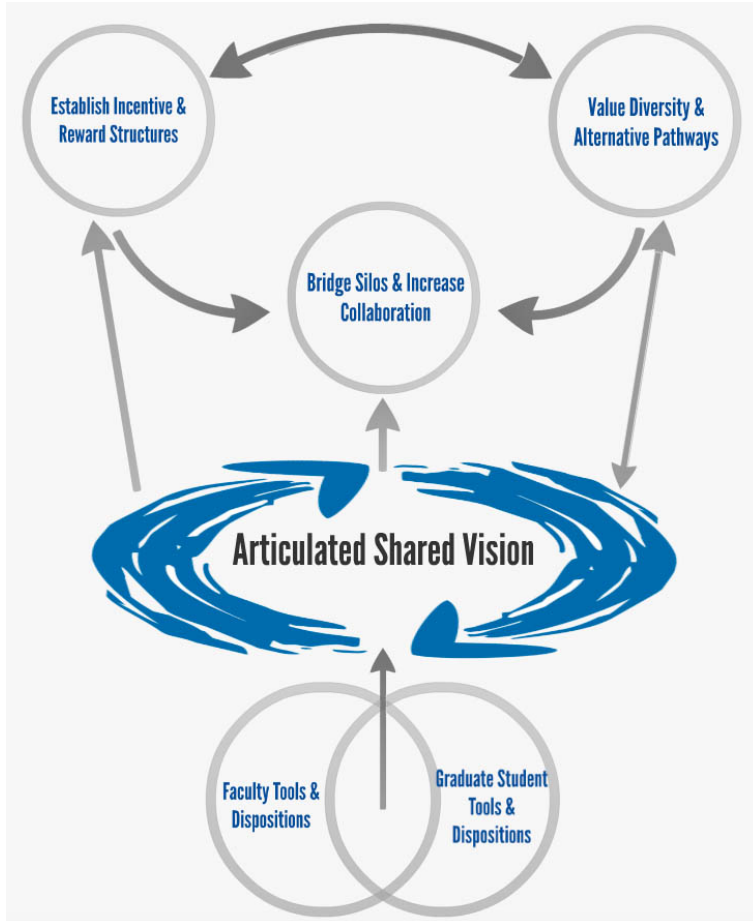 Establish Incentive &
Reward Structures
Value Diversity &
Alternative Pathways
Bridge Silos & Increase
Collaboration
Articulated Shared Vision
Faculty Tools &
Dispositions
Graduate Student
Tools &
Dispositions